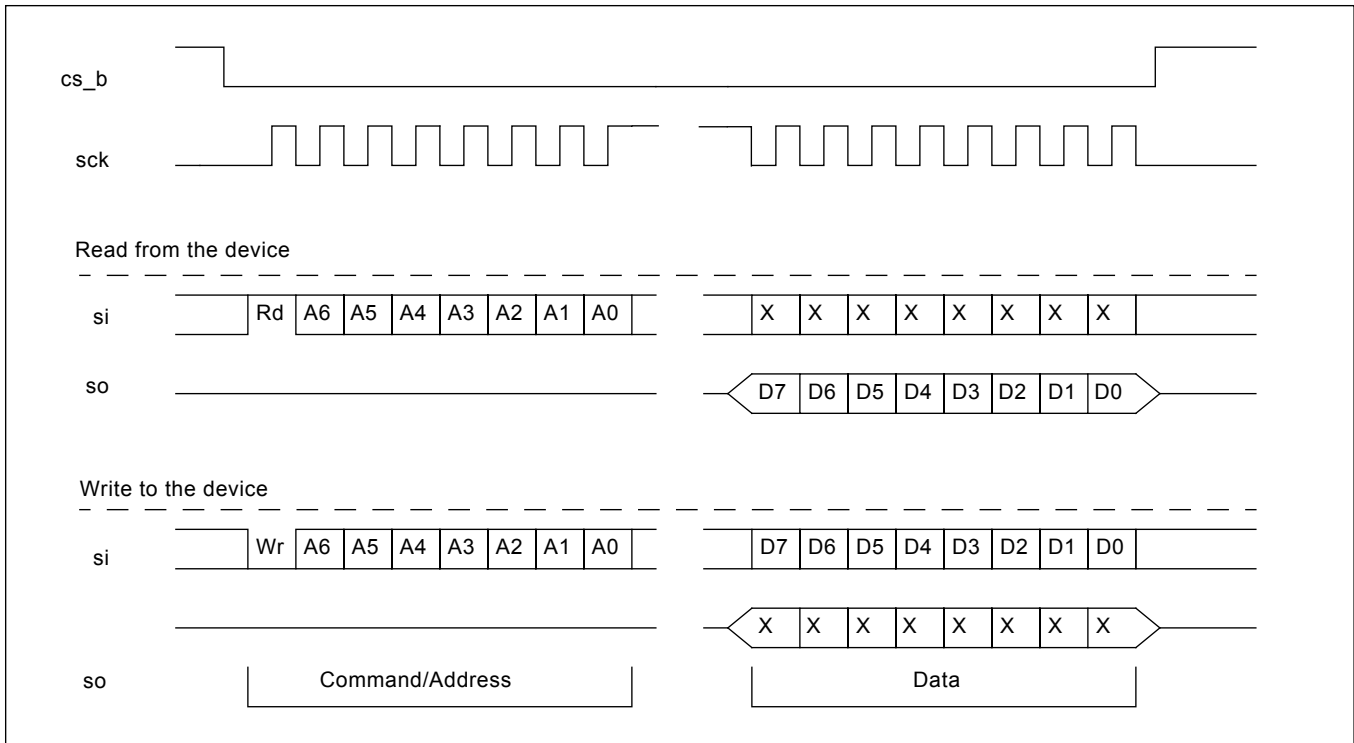 cs_b
sck
Read from the device
si Rd A6 A5 A4 A3 A2 A1 A0 X X X X X X X X
so D7 D6 D5 D4 D3 D2 D1 D0
Write to the device
si Wr A6 A5 A4 A3 A2 A1 A0 D7 D6 D5 D4 D3 D2 D1 D0
X X X X X X X X
so Command/Address Data